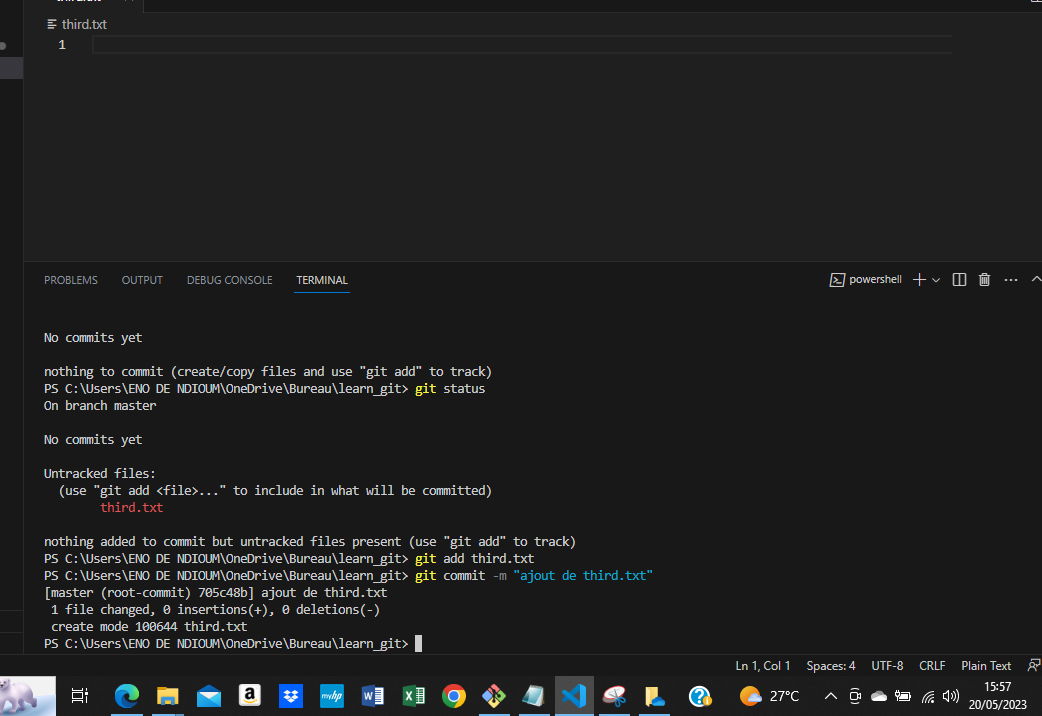 third.txt
1
PROBLEMS OUTPUT DEBUG CONSOLE TERMINAL powershell
No commits yet
nothing to commit (create/copy files and use "git add" to track)
PS C:\Users\ENO DE NDIOUM\OneDrive\Bureau\learn_git> git status
On branch master
No commits yet
Untracked files:
(use "git add <file>..." to include in what will be committed)
third.txt
nothing added to commit but untracked files present (use "git add" to track)
PS C:\Users\ENO DE NDIOUM\OneDrive\Bureau\learn_git> git add third.txt
PS C:\Users\ENO DE NDIOUM\OneDrive\Bureau\learn_git> git commit -m "ajout de third.txt"
[master (root-commit) 705c48b] ajout de third.txt
1 file changed, 0 insertions(+), 0 deletions(-)
create mode 100644 third.txt
PS C:\Users\ENO DE NDIOUM\OneDrive\Bureau\learn_git>
Ln 1, Col 1 Spaces: 4 UTF-8 CRLF Plain Text
27°C
15:57
20/05/2023